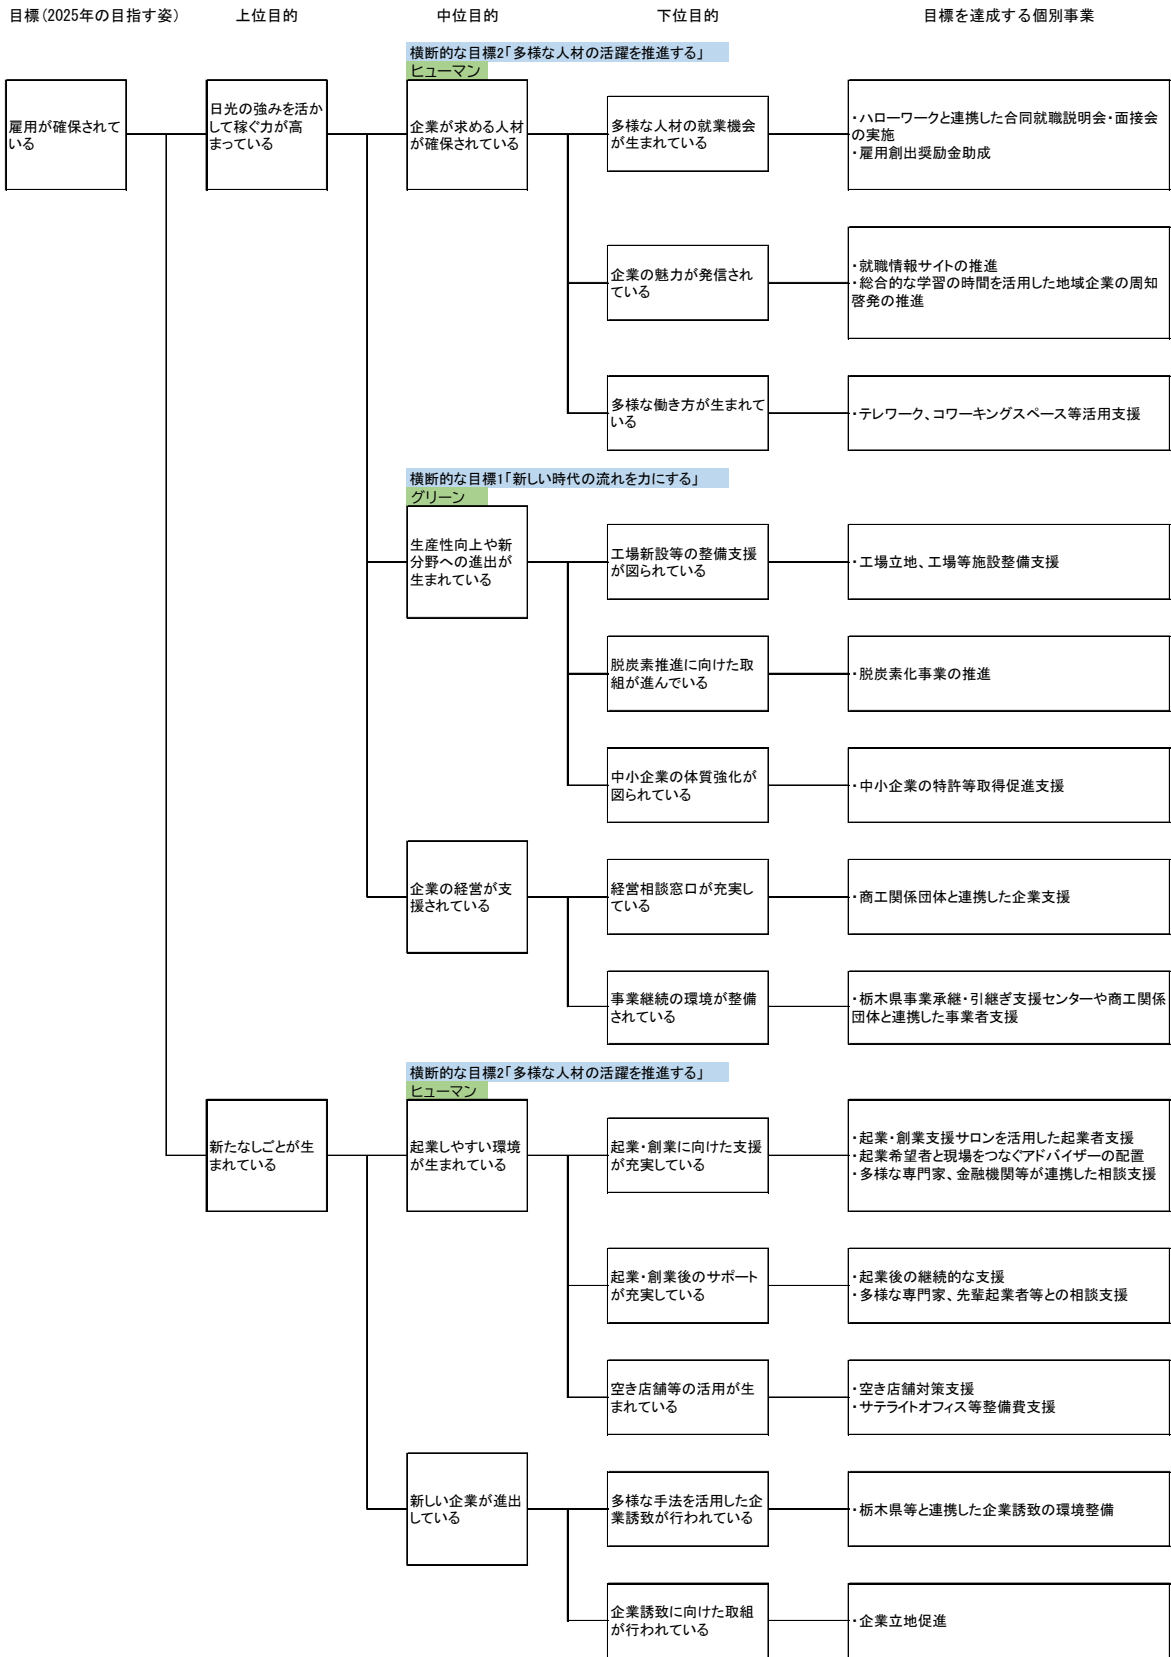 目標(2025年の目指す姿)
上位目的
中位目的
下位目的
目標を達成する個別事業
横断的な目標2「多様な人材の活躍を推進する」
ヒューマン
雇用が確保されて
いる
日光の強みを活か
して稼ぐ力が高
まっている
企業が求める人材
が確保されている
多様な人材の就業機会
が生まれている
・ハローワークと連携した合同就職説明会・面接会
の実施
・雇用創出奨励金助成
企業の魅力が発信され
ている
・就職情報サイトの推進
・総合的な学習の時間を活用した地域企業の周知
啓発の推進
多様な働き方が生まれて
いる
・テレワーク、コワーキングスペース等活用支援
横断的な目標1「新しい時代の流れを力にする」
グリーン
生産性向上や新
分野への進出が
生まれている
工場新設等の整備支援
が図られている
・工場立地、工場等施設整備支援
脱炭素推進に向けた取
組が進んでいる
・脱炭素化事業の推進
中小企業の体質強化が
図られている
・中小企業の特許等取得促進支援
企業の経営が支
援されている
経営相談窓口が充実し
ている
・商工関係団体と連携した企業支援
事業継続の環境が整備
されている
・栃木県事業承継・引継ぎ支援センターや商工関係
団体と連携した事業者支援
横断的な目標2「多様な人材の活躍を推進する」
ヒューマン
新たなしごとが生
まれている
起業しやすい環境
が生まれている
起業・創業に向けた支援
が充実している
・起業・創業支援サロンを活用した起業者支援
・起業希望者と現場をつなぐアドバイザーの配置
・多様な専門家、金融機関等が連携した相談支援
起業・創業後のサポート
が充実している
・起業後の継続的な支援
・多様な専門家、先輩起業者等との相談支援
空き店舗等の活用が生
まれている
・空き店舗対策支援
・サテライトオフィス等整備費支援
新しい企業が進出
している
多様な手法を活用した企
業誘致が行われている
・栃木県等と連携した企業誘致の環境整備
企業誘致に向けた取組
が行われている
・企業立地促進